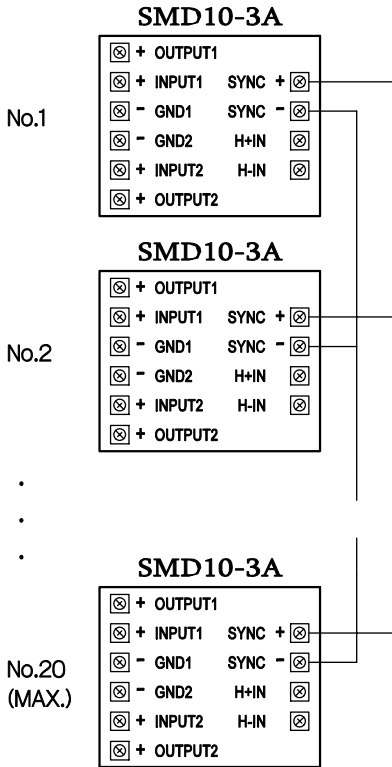 SMD10-3A
+ OUTPUT1
+ INPUT1 SYNC +
No.1
- GND1 SYNC -
- GND2 H+IN
+ INPUT2 H-IN
+ OUTPUT2
SMD10-3A
+ OUTPUT1
+ INPUT1 SYNC +
No.2
- GND1 SYNC -
- GND2 H+IN
+ INPUT2 H-IN
+ OUTPUT2
SMD10-3A
+ OUTPUT1
+ INPUT1 SYNC +
No.20
(MAX.)
- GND1 SYNC -
- GND2 H+IN
+ INPUT2 H-IN
+ OUTPUT2